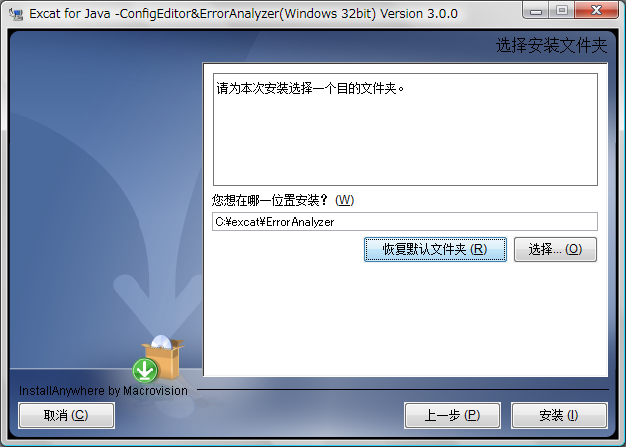 Excat for Java -ConfigEditor&ErrorAnalyzer(Windows 32bit) Version 3.0.0
选择安装文件夹
请为本次安装选择一个目的文件夹。
您想在哪一位置安装？ (W)
C:¥excat¥ErrorAnalyzer
恢复默认文件夹 (R) 选择... (O)
InstallAnywhere by Macrovision
取消 (C) 上一步 (P) 安装 (I)